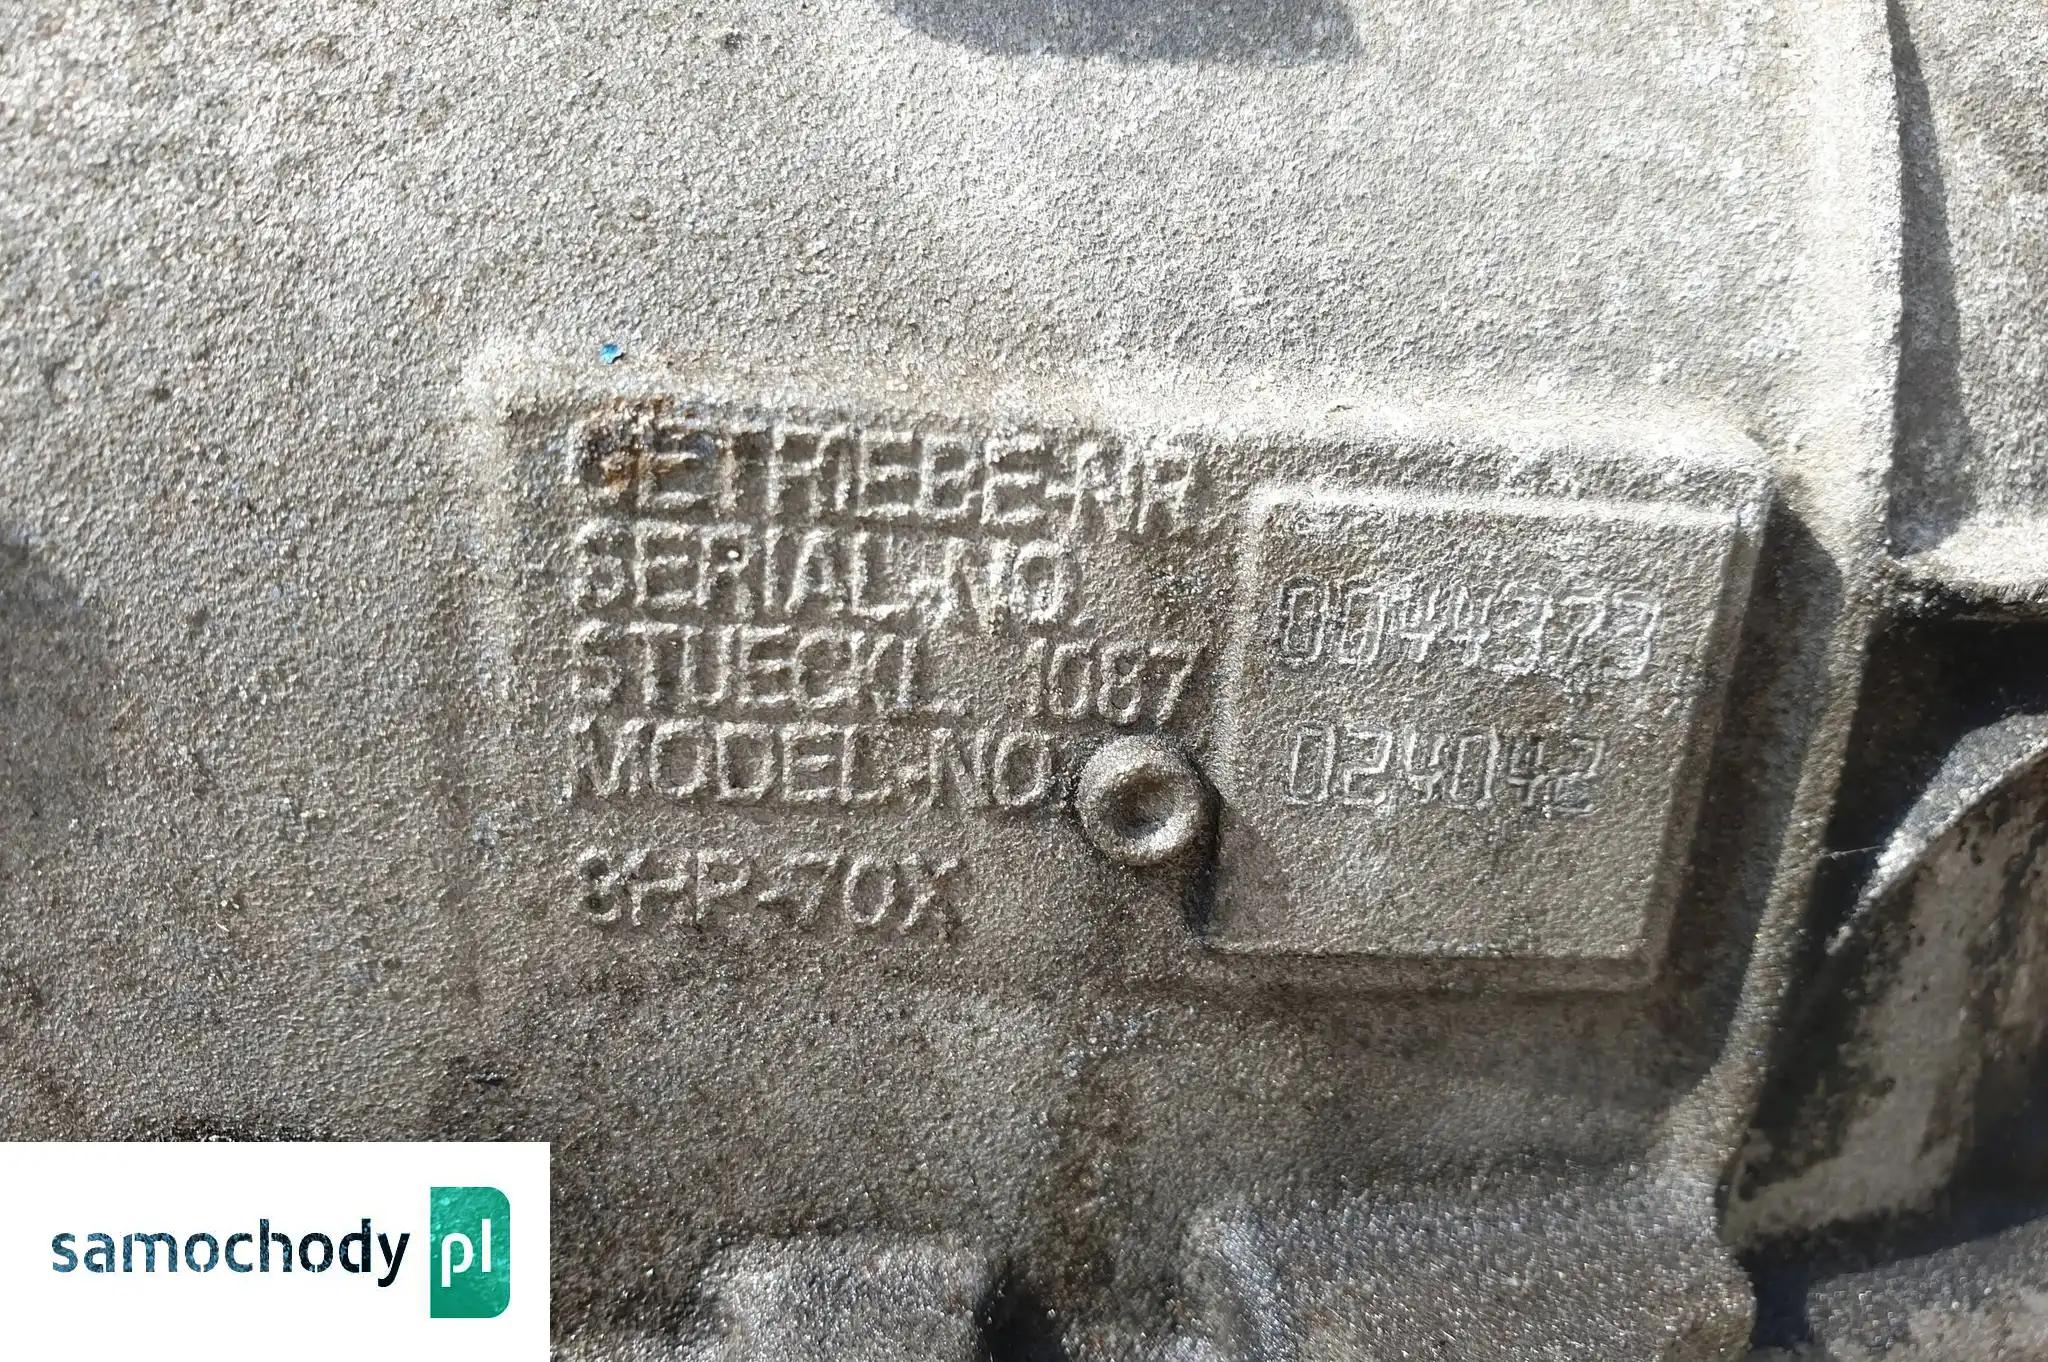 GETRIEBE-NR.
SERIAL-NO. 0044373
STUECKL. 1087
MODEL-NO. 024042
8HP-70X
samochody pl